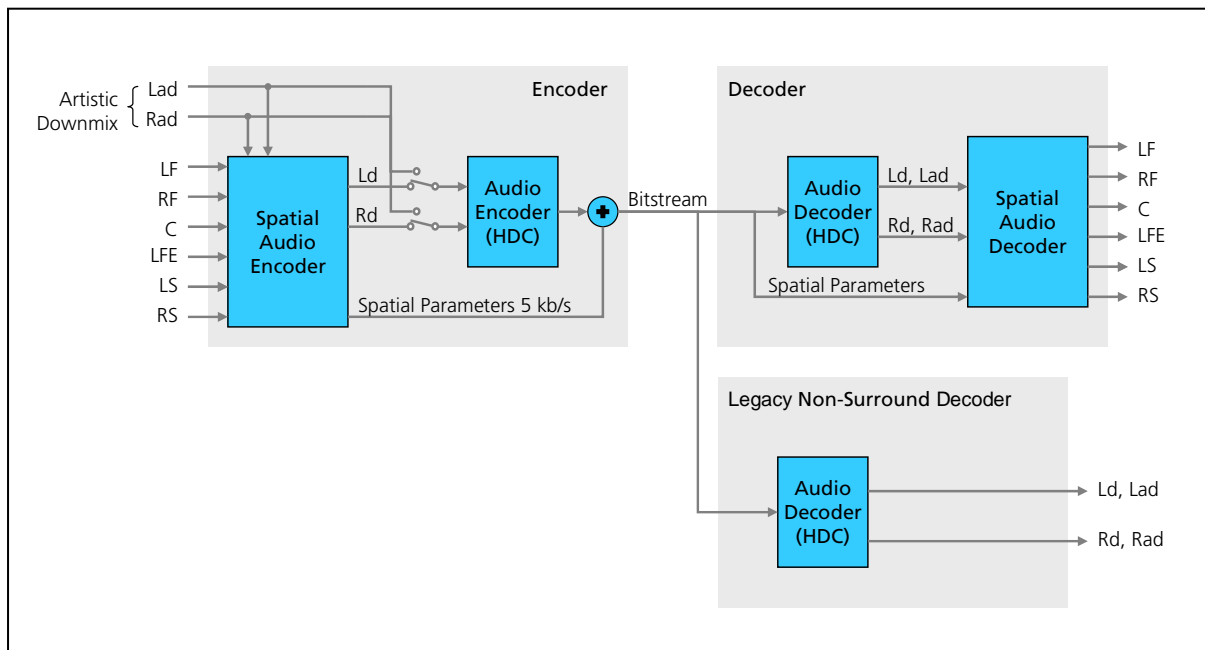 Encoder
Decoder
Artistic
Downmix
Lad
Rad
LF
RF
C
LFE
LS
RS
Spatial
Audio
Encoder
Ld
Rd
Audio
Encoder
(HDC)
Spatial Parameters 5 kb/s
Bitstream
Audio
Decoder
(HDC)
Ld, Lad
Rd, Rad
Spatial Parameters
Spatial
Audio
Decoder
LF
RF
C
LFE
LS
RS
Legacy Non-Surround Decoder
Audio
Decoder
(HDC)
Ld, Lad
Rd, Rad